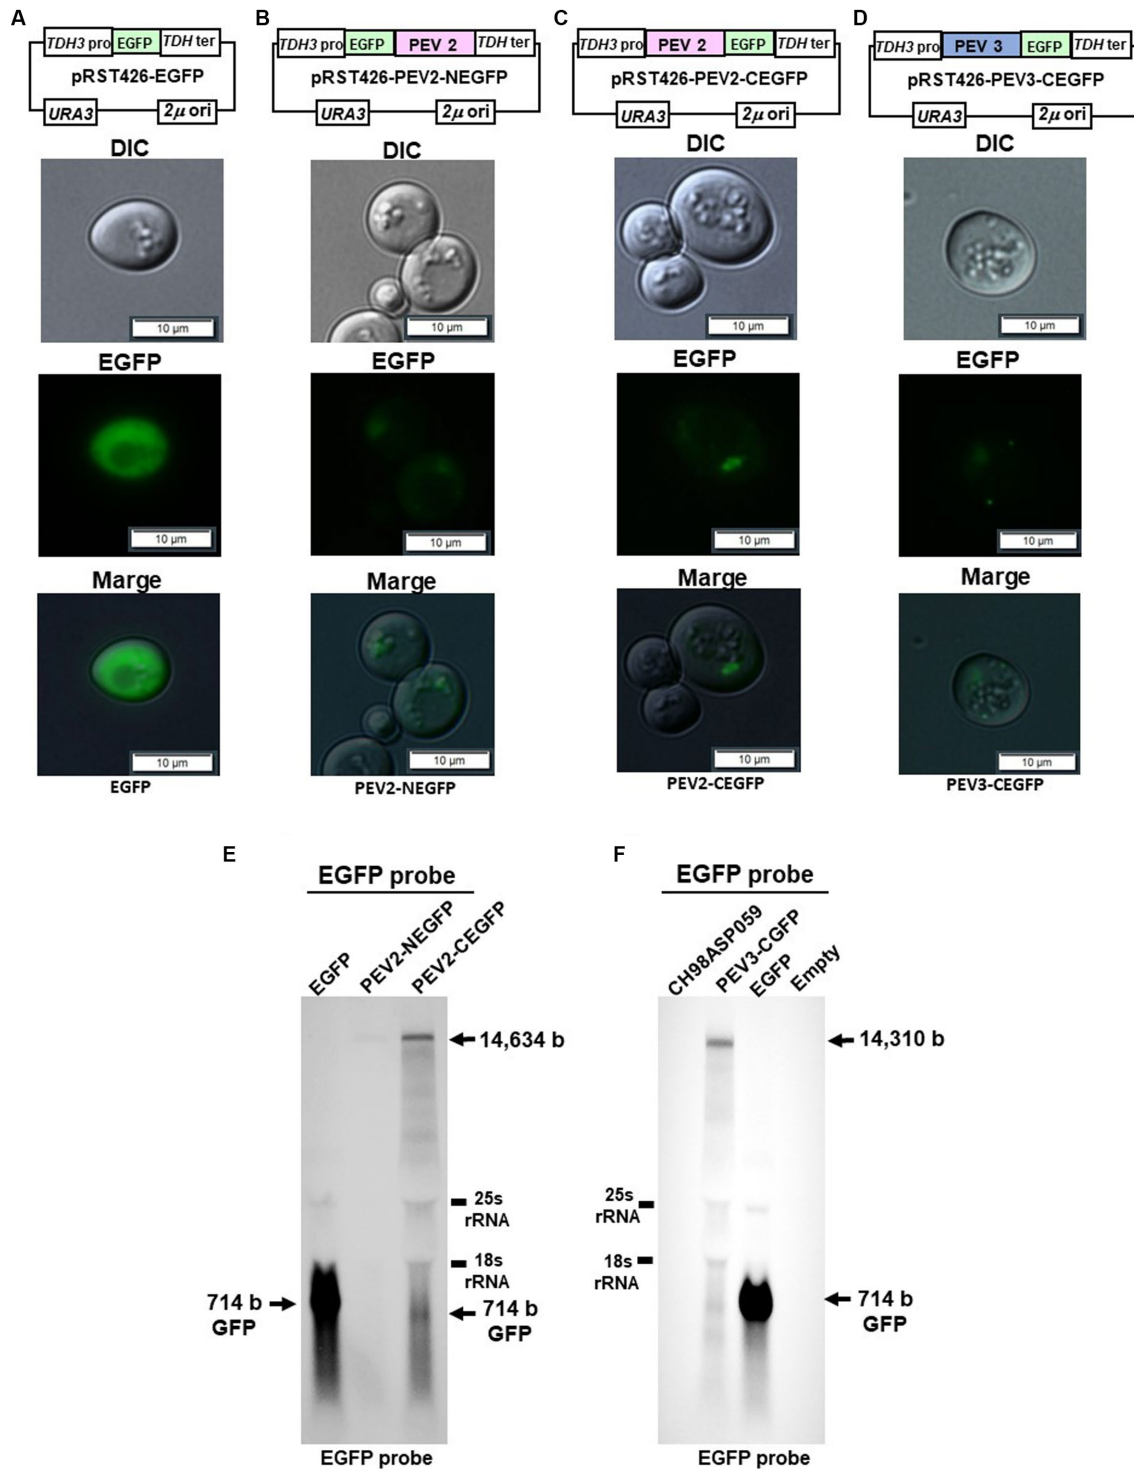 A
B
C
D
TDH3 pro EGFP TDH ter
pRST426-EGFP
URA3 2μ ori
TDH3 pro EGFP PEV 2 TDH ter
pRST426-PEV2-NEGFP
URA3 2μ ori
TDH3 pro PEV 2 EGFP TDH ter
pRST426-PEV2-CEGFP
URA3 2μ ori
TDH3 pro PEV 3 EGFP TDH ter
pRST426-PEV3-CEGFP
URA3 2μ ori
DIC
DIC
DIC
DIC
10 µm
10 µm
10 µm
10 µm
EGFP
EGFP
EGFP
EGFP
10 µm
10 µm
10 µm
10 µm
Marge
Marge
Marge
Marge
10 µm
10 µm
10 µm
10 µm
EGFP
PEV2-NEGFP
PEV2-CEGFP
PEV3-CEGFP
E
EGFP probe
EGFP
PEV2-NEGFP
PEV2-CEGFP
14,634 b
25s
rRNA
18s
rRNA
714 b
GFP
714 b
GFP
EGFP probe
F
EGFP probe
CH98ASP059
PEV3-CGFP
EGFP
Empty
14,310 b
25s
rRNA
18s
rRNA
714 b
GFP
EGFP probe